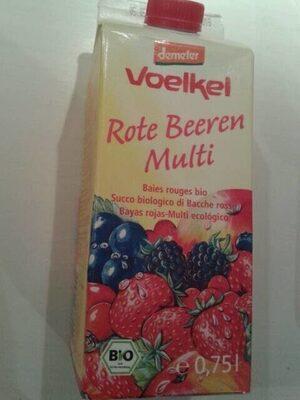 demeter
Voelkel
Rote Beeren
Multi
Baies rouges bio
Succo biologico di Bacche rosse
Bayas rojas-Multi ecológico
BIO
e 0,75l